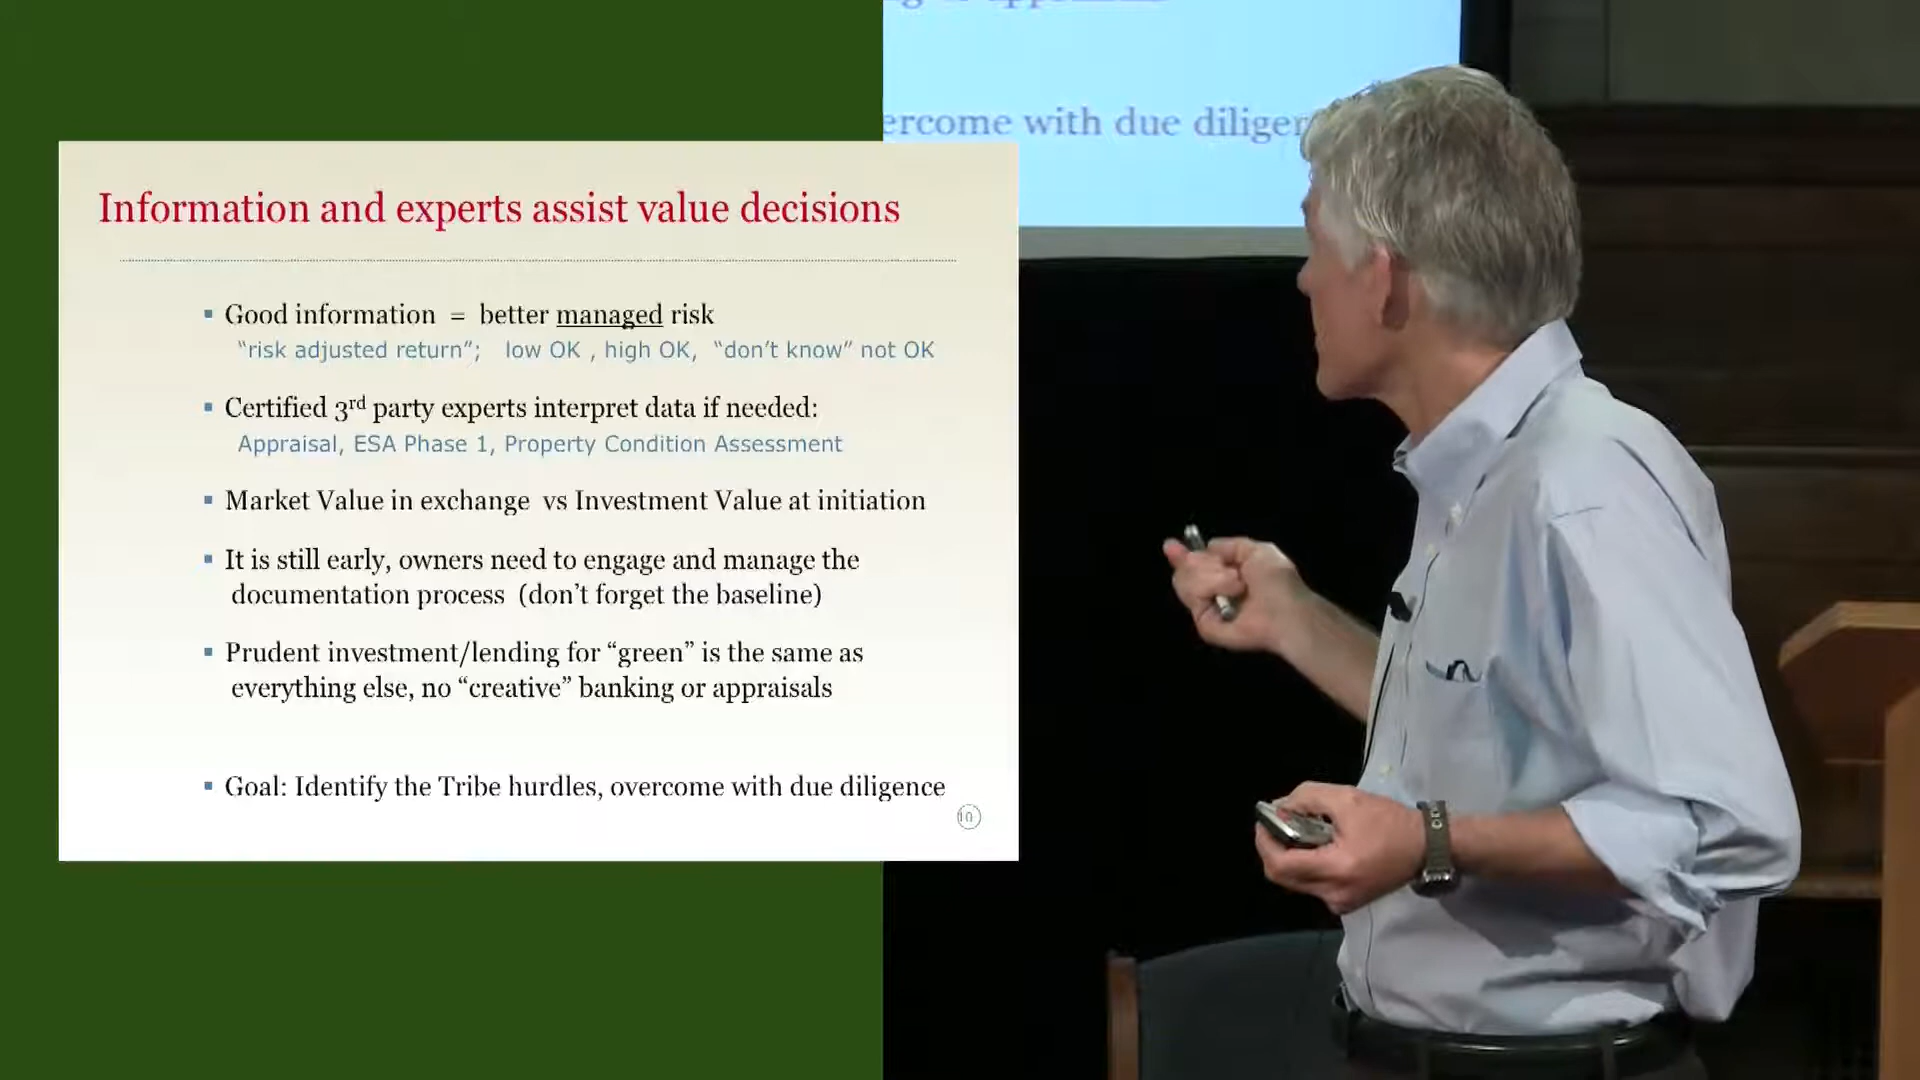 Information and experts assist value decisions
▪ Good information = better managed risk
“risk adjusted return”; low OK , high OK, “don’t know” not OK
▪ Certified 3rd party experts interpret data if needed:
Appraisal, ESA Phase 1, Property Condition Assessment
▪ Market Value in exchange vs Investment Value at initiation
▪ It is still early, owners need to engage and manage the
documentation process (don’t forget the baseline)
▪ Prudent investment/lending for “green” is the same as
everything else, no “creative” banking or appraisals
▪ Goal: Identify the Tribe hurdles, overcome with due diligence
10
ercome with due diliger